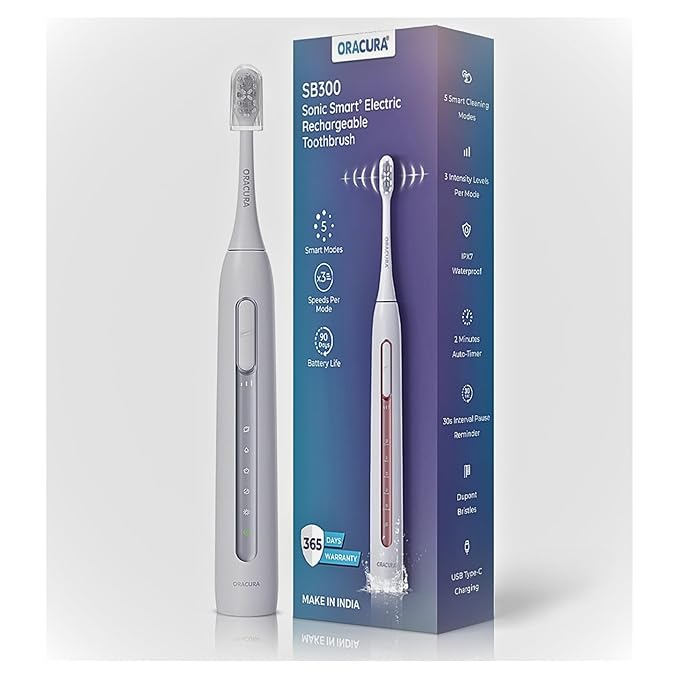 ORACURA®
SB300
Sonic Smart® Electric
Rechargeable
Toothbrush
5
Smart Modes
x3
Speeds Per
Mode
90
Days
Battery Life
365 DAYS
WARRANTY
MAKE IN INDIA
ORACURA
ORACURA
5 Smart Cleaning
Modes
3 Intensity Levels
Per Mode
IPX7
Waterproof
2 Minutes
Auto-Timer
30s Interval Pause
Reminder
Dupont
Bristles
USB Type-C
Charging
ORACURA
ORACURA